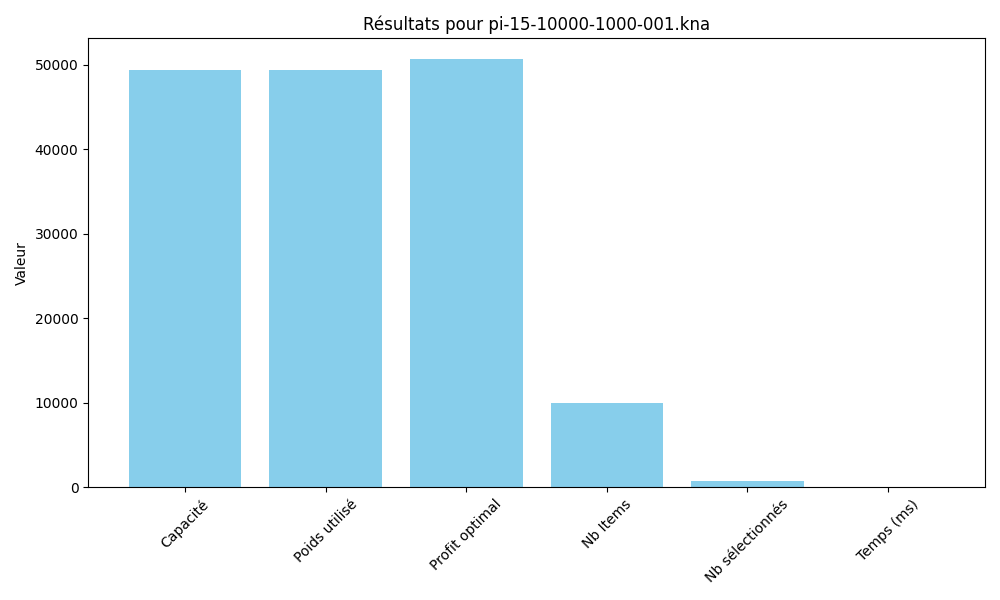 Résultats pour pi-15-10000-1000-001.kna
Valeur
50000
40000
30000
20000
10000
0
Capacité
Poids utilisé
Profit optimal
Nb Items
Nb sélectionnés
Temps (ms)